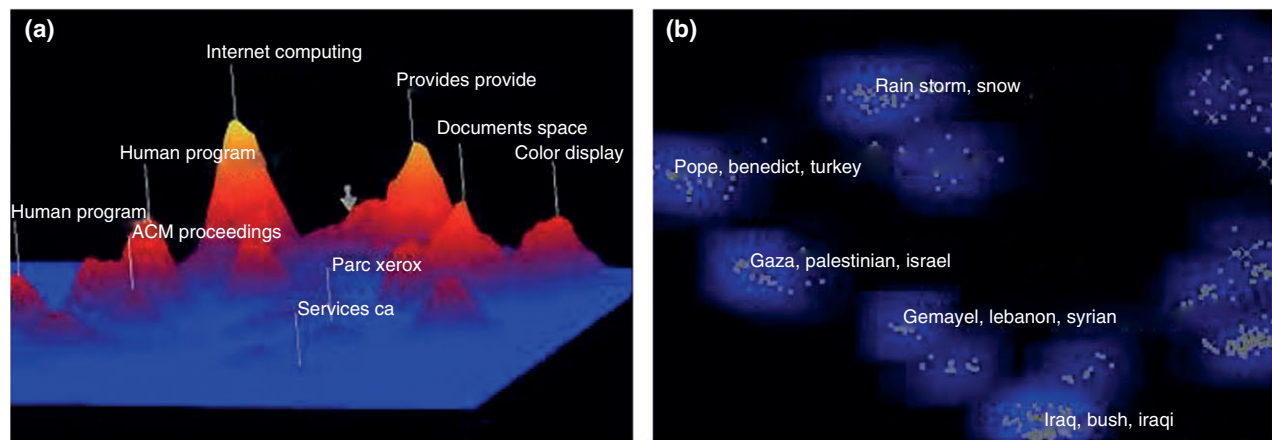 (a)
Internet computing
Provides provide
Documents space
Human program
Color display
Human program
ACM proceedings
Parc xerox
Services ca
(b)
Rain storm, snow
Pope, benedict, turkey
Gaza, palestinian, israel
Gemayel, lebanon, syrian
Iraq, bush, iraqi